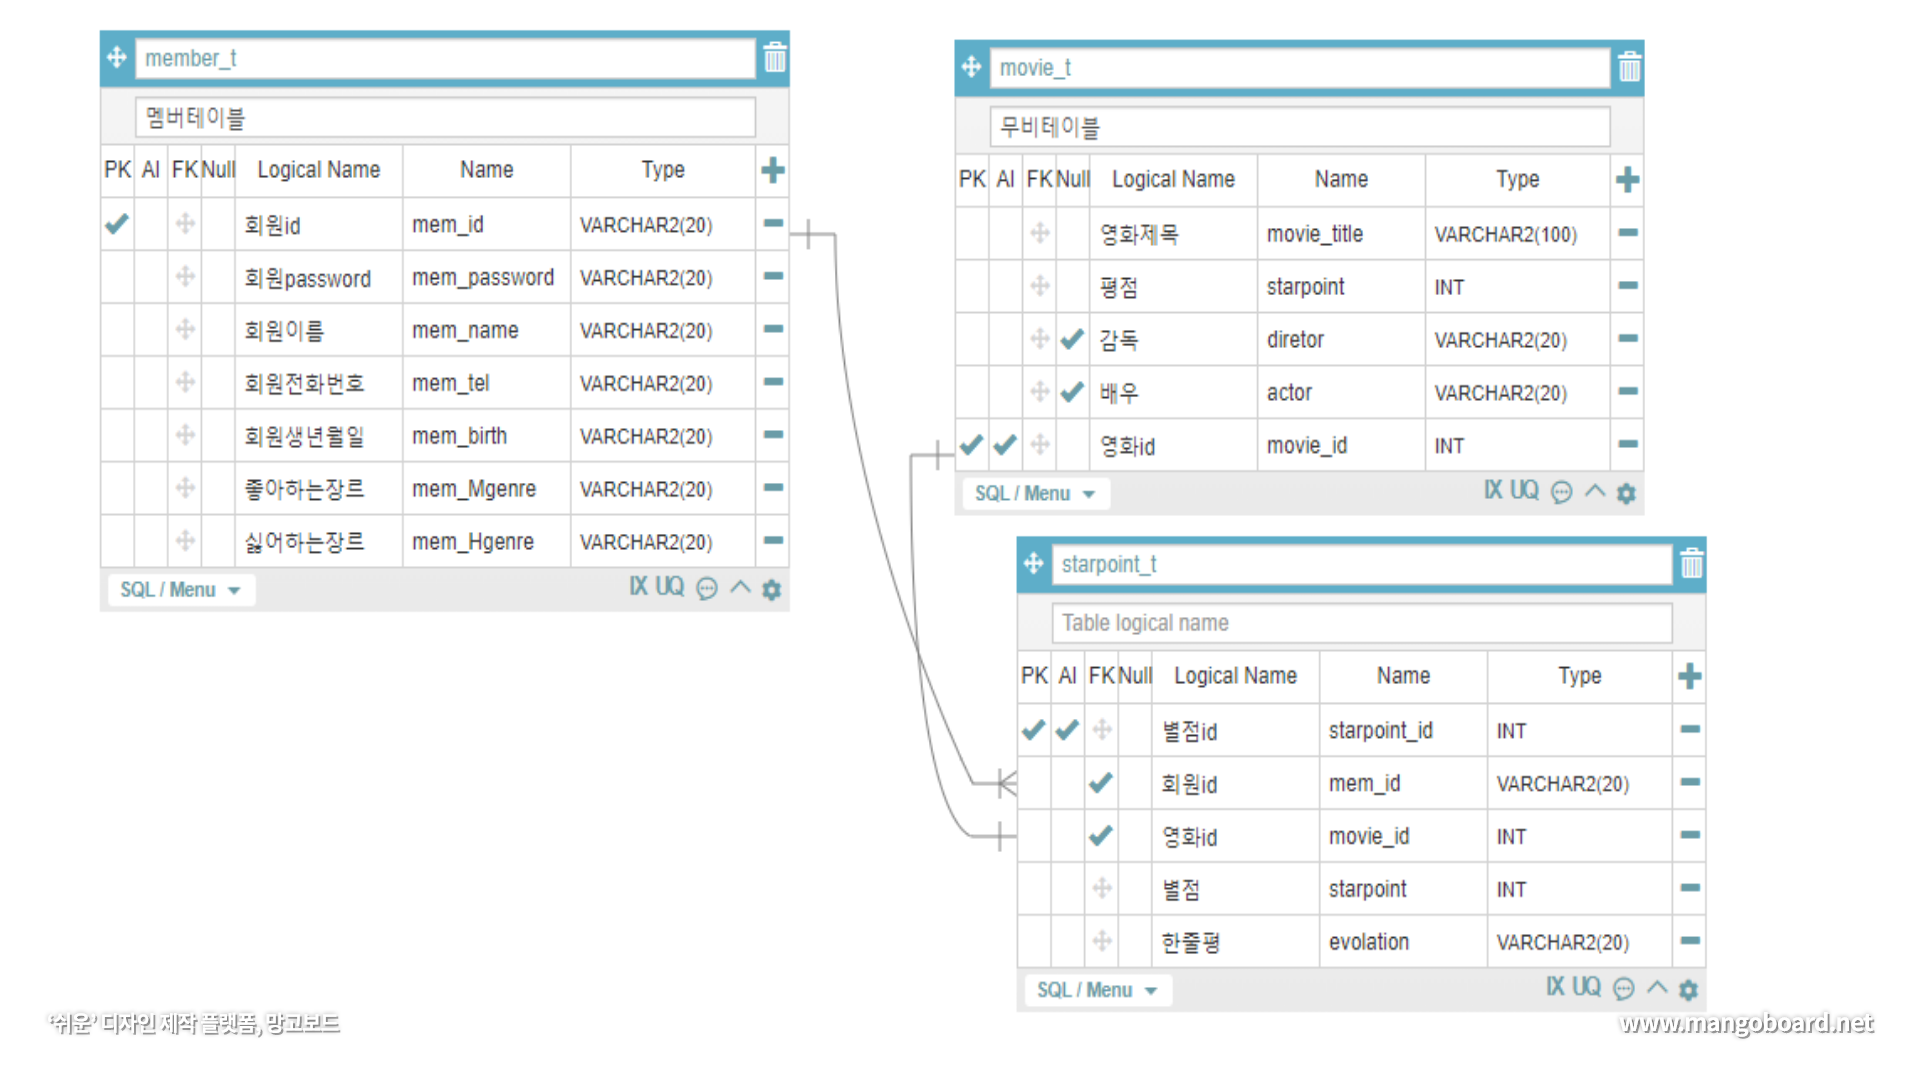 member_t
멤버테이블
PK AI FK Null Logical Name Name Type
회원id mem_id VARCHAR2(20)
회원password mem_password VARCHAR2(20)
회원이름 mem_name VARCHAR2(20)
회원전화번호 mem_tel VARCHAR2(20)
회원생년월일 mem_birth VARCHAR2(20)
좋아하는장르 mem_Mgenre VARCHAR2(20)
싫어하는장르 mem_Hgenre VARCHAR2(20)
SQL / Menu IX UQ
movie_t
무비테이블
PK AI FK Null Logical Name Name Type
영화제목 movie_title VARCHAR2(100)
평점 starpoint INT
감독 diretor VARCHAR2(20)
배우 actor VARCHAR2(20)
영화id movie_id INT
SQL / Menu IX UQ
starpoint_t
Table logical name
PK AI FK Null Logical Name Name Type
별점id starpoint_id INT
회원id mem_id VARCHAR2(20)
영화id movie_id INT
별점 starpoint INT
한줄평 evolation VARCHAR2(20)
SQL / Menu IX UQ
'쉬운' 디자인 제작 플랫폼, 망고보드
www.mangoboard.net